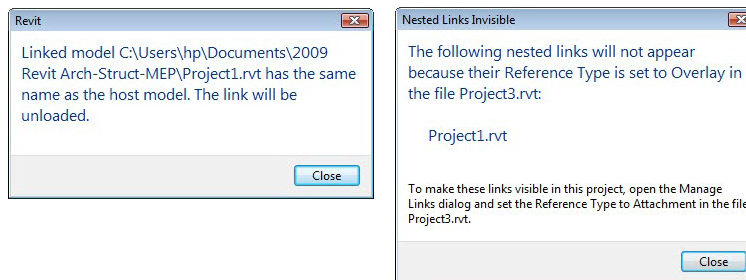 Revit
Linked model C:\Users\hp\Documents\2009
Revit Arch-Struct-MEP\Project1.rvt has the same
name as the host model. The link will be
unloaded.
Close
Nested Links Invisible
The following nested links will not appear
because their Reference Type is set to Overlay in
the file Project3.rvt:
Project1.rvt
To make these links visible in this project, open the Manage
Links dialog and set the Reference Type to Attachment in the file
Project3.rvt.
Close